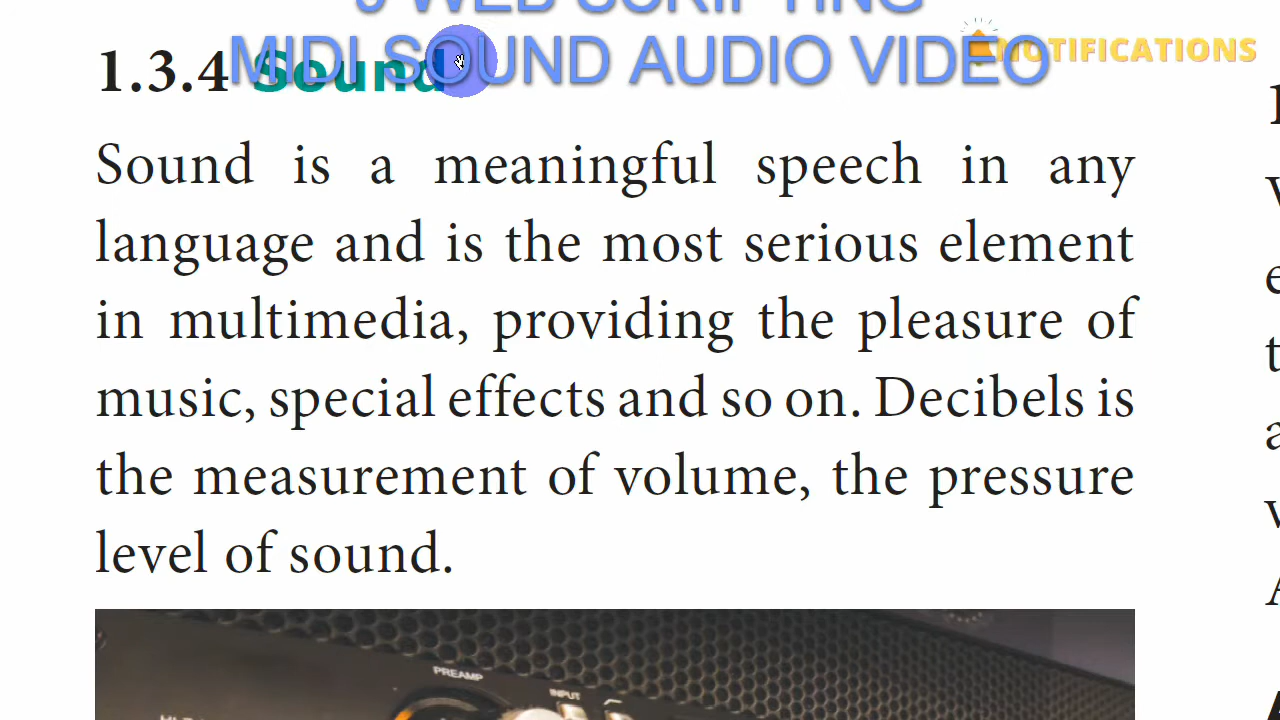 MIDI SOUND AUDIO VIDEO
NOTIFICATIONS
1.3.4 Sound
Sound is a meaningful speech in any
language and is the most serious element
in multimedia, providing the pleasure of
music, special effects and so on. Decibels is
the measurement of volume, the pressure
level of sound.
PREAMP
INPUT